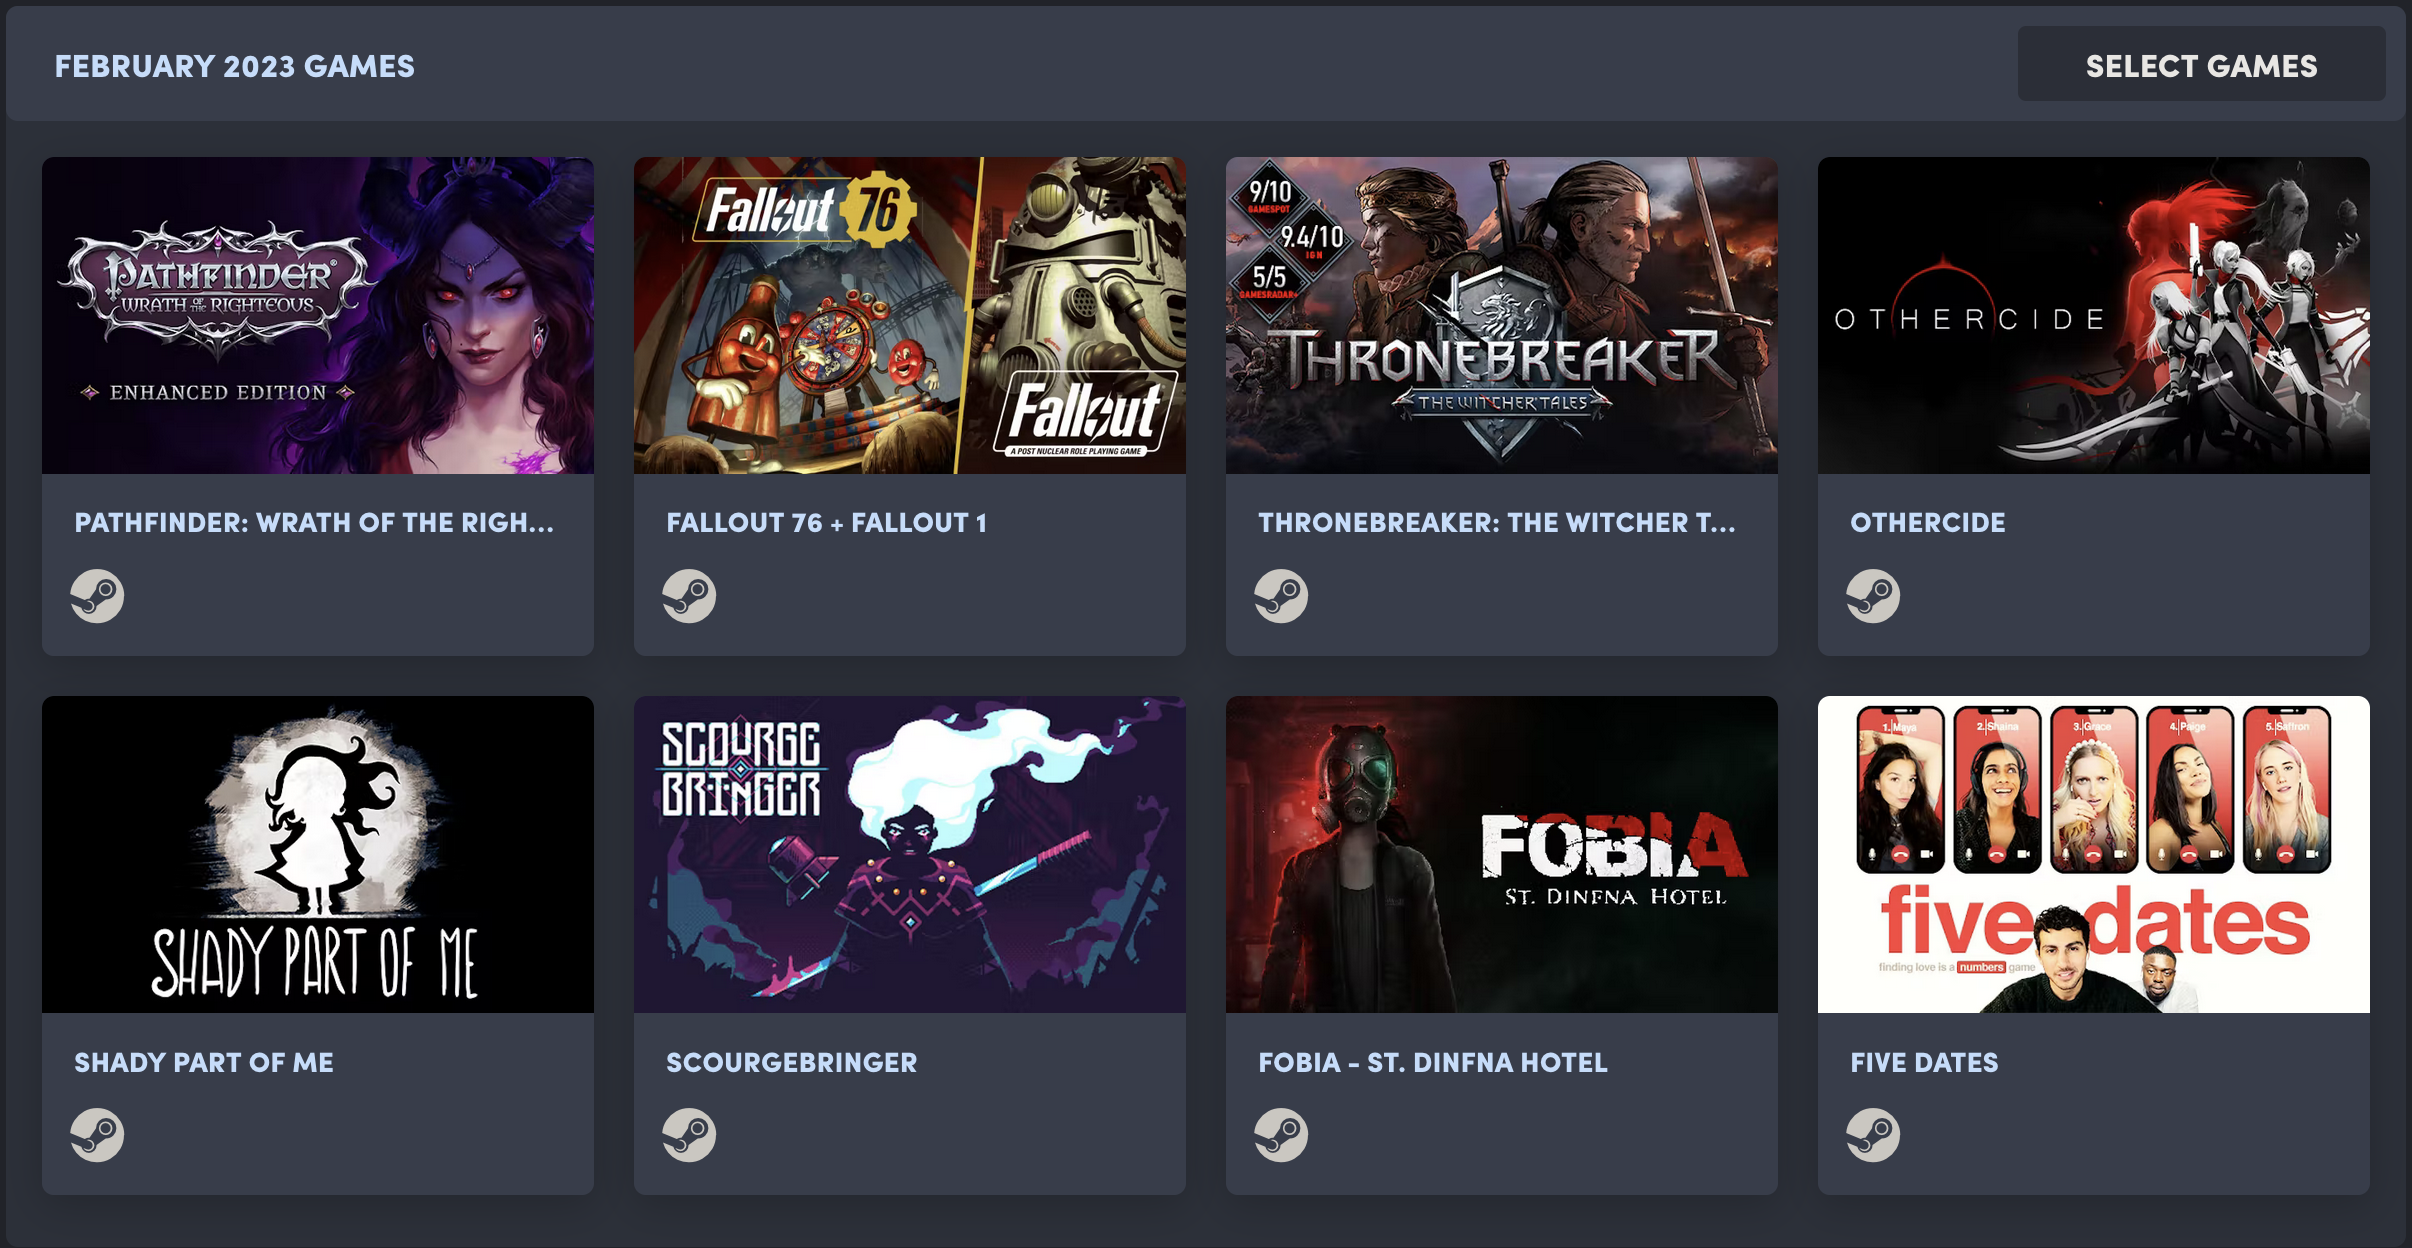 FEBRUARY 2023 GAMES
SELECT GAMES
PATHFINDER
WRATH OF THE RIGHTEOUS
ENHANCED EDITION
PATHFINDER: WRATH OF THE RIGH...
Fallout 76
Fallout
A POST NUCLEAR ROLE PLAYING GAME
FALLOUT 76 + FALLOUT 1
9/10
GAMESPOT
9.4/10
IGN
5/5
GAMESRADAR+
THRONEBREAKER
THE WITCHER TALES
THRONEBREAKER: THE WITCHER T...
OTHERCIDE
OTHERCIDE
SHADY PART OF ME
SHADY PART OF ME
SCOURGE
BRINGER
SCOURGEBRINGER
FOBIA
ST. DINFNA HOTEL
FOBIA - ST. DINFNA HOTEL
1. Maya
2. Shaina
3. Grace
4. Paige
5. Saffron
five dates
finding love is a numbers game
FIVE DATES